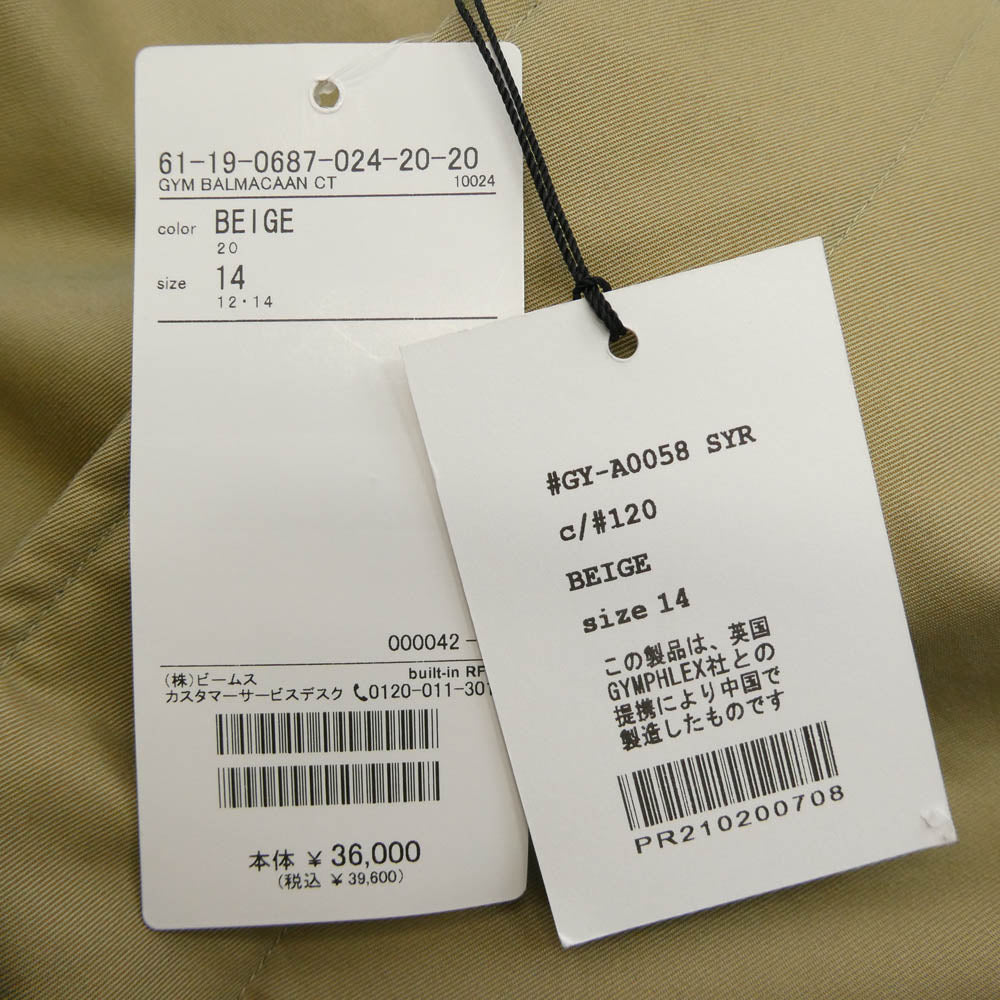 61-19-0687-024-20-20
GYM BALMACAAN CT 10024
color BEIGE
20
size 14
12・14
000042 -
built-in RF
(株)ビームス
カスタマーサービスデスク 0120-011-301
本体 ¥ 36,000
(税込 ¥ 39,600)
#GY-A0058 SYR
c/#120
BEIGE
size 14
この製品は、英国
GYMPHLEX社との
提携により中国で
製造したものです
PR210200708